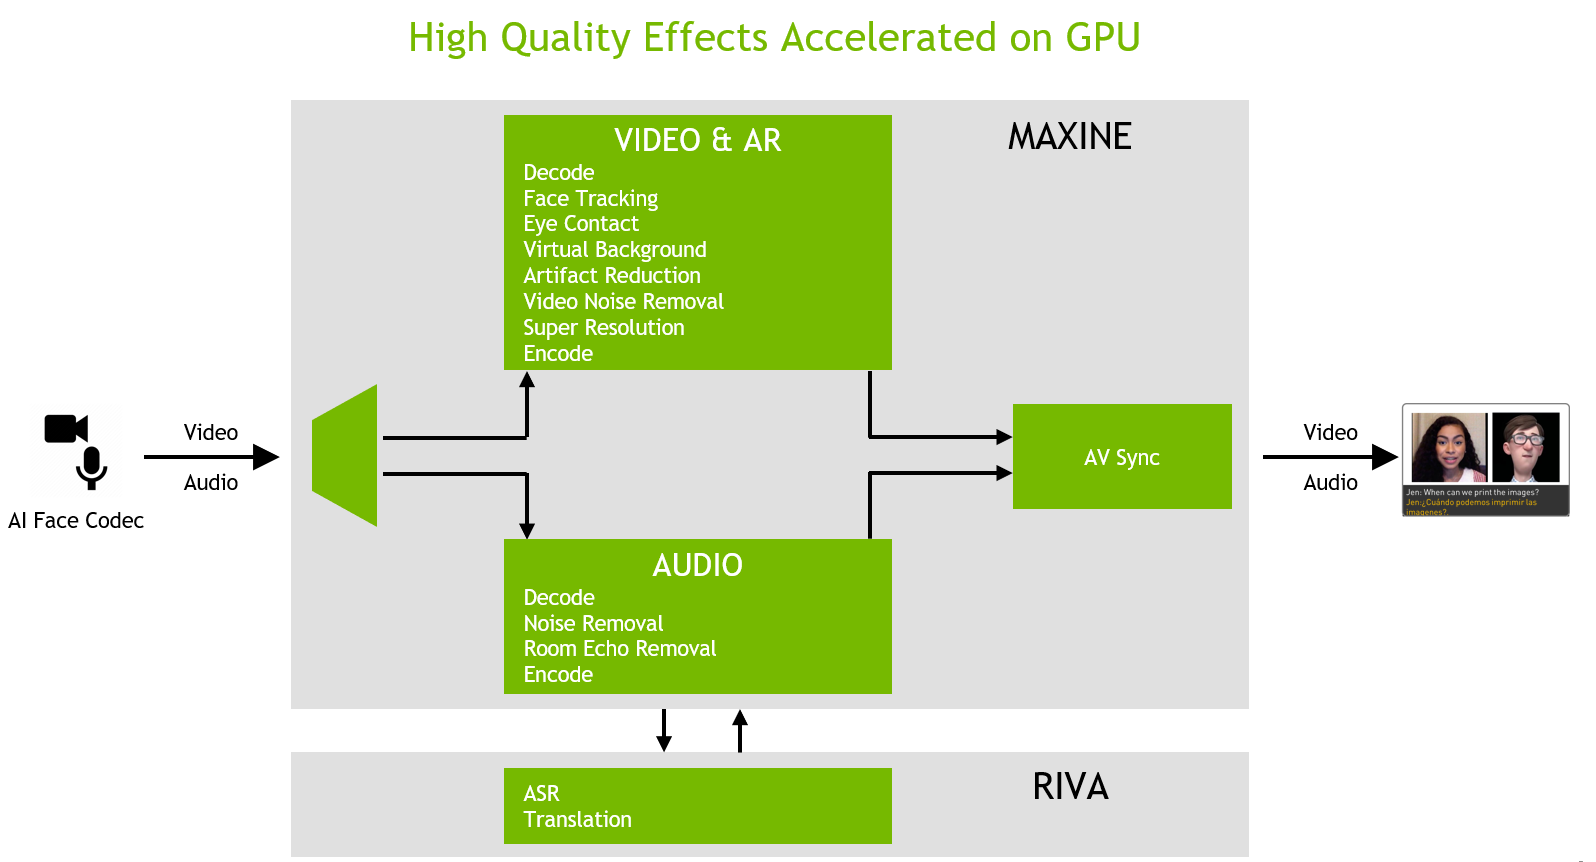 High Quality Effects Accelerated on GPU
MAXINE
VIDEO & AR
Decode
Face Tracking
Eye Contact
Virtual Background
Artifact Reduction
Video Noise Removal
Super Resolution
Encode
Video
Audio
AI Face Codec
AV Sync
Video
Audio
Jen: When can we print the images?
Jen:¿Cuándo podemos imprimir las
imagenes?.
AUDIO
Decode
Noise Removal
Room Echo Removal
Encode
RIVA
ASR
Translation